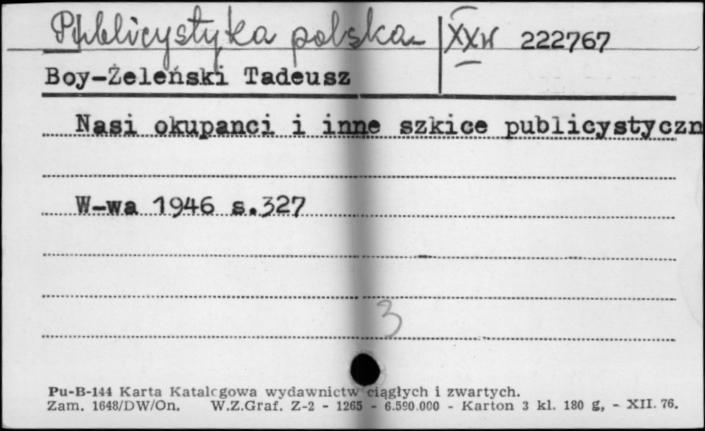 Publicystyka polska XXw 222767
Boy-Żeleński Tadeusz
Nasi okupanci i inne szkice publicystyczn
W-wa 1946 s.327
3
Pu-B-144 Karta Katalcgowa wydawnictw ciągłych i zwartych.
Zam. 1648/DW/On. W.Z.Graf. Z-2 - 1265 - 6.590.000 - Karton 3 kl. 180 g, - XII. 76.